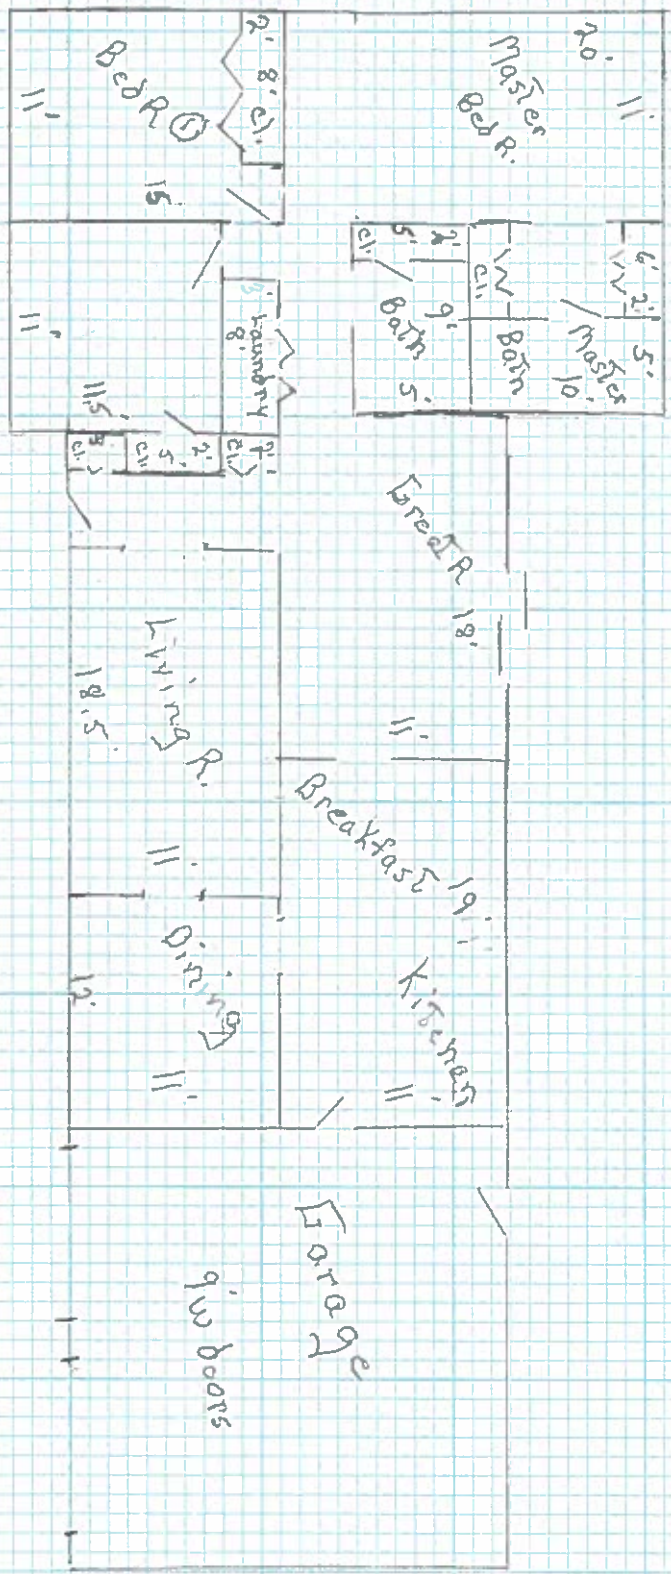 20'
11'
Master
Bed R.
2' 8' cl.
Bed R ①
11'
15'
6' 2'
cl.
5'
Master
10'
Bath
2'
5'
cl.
9'
Bath
5'
3'
Laundry
8'
11'
11.5'
2'
cl.
2'
5'
cl.
3'
cl.
Great R
18'
11'
Living R.
18.5'
11'
Breakfast 19'
Kitchen
11'
Dining
12'
11'
Garage
9'w doors